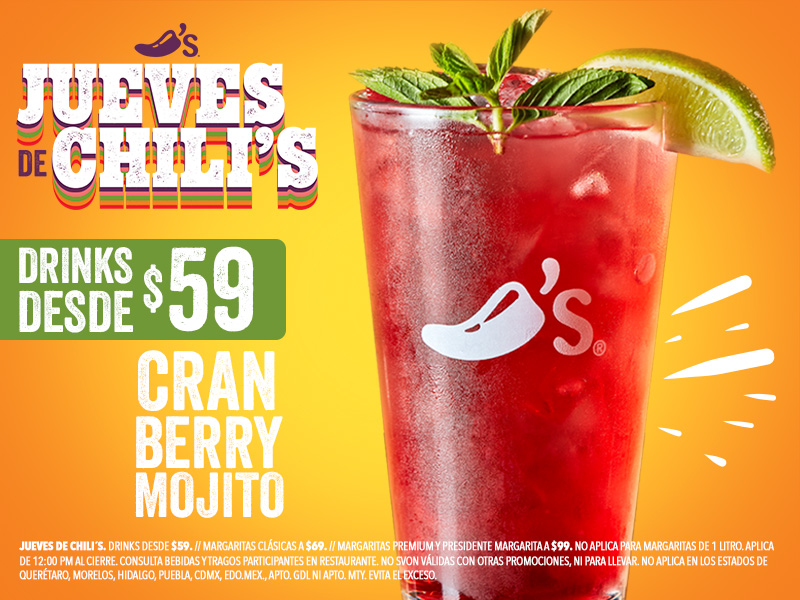 's.
JUEVES
DE CHILI'S
DRINKS
DESDE $59
CRAN
BERRY
MOJITO
's®
JUEVES DE CHILI´S. DRINKS DESDE $59. // MARGARITAS CLÁSICAS A $69. // MARGARITAS PREMIUM Y PRESIDENTE MARGARITA A $99. NO APLICA PARA MARGARITAS DE 1 LITRO. APLICA
DE 12:00 PM AL CIERRE. CONSULTA BEBIDAS Y TRAGOS PARTICIPANTES EN RESTAURANTE. NO SVON VÁLIDAS CON OTRAS PROMOCIONES, NI PARA LLEVAR. NO APLICA EN LOS ESTADOS DE
QUERÉTARO, MORELOS, HIDALGO, PUEBLA, CDMX, EDO.MEX., APTO. GDL NI APTO. MTY. EVITA EL EXCESO.